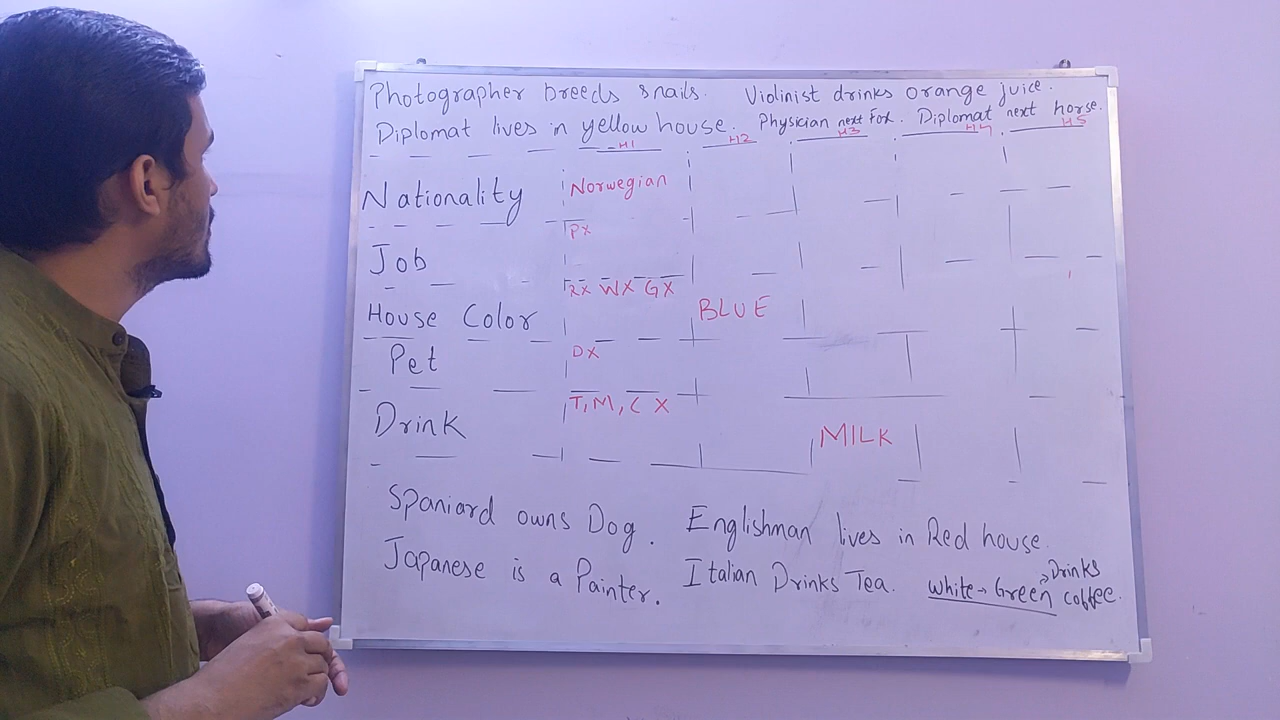 Photographer breeds snails. Violinist drinks orange juice.
Diplomat lives in yellow house. Physician next Fox. Diplomat next horse.
H1 H2 H3 H4 H5
Nationality Norwegian
PX
Job
RX WX GX
House Color BLUE
DX
Pet
T, M, C X
Drink MILK
Spaniard owns Dog. Englishman lives in Red house.
Japanese is a Painter. Italian Drinks Tea. White → Green → Drinks coffee.